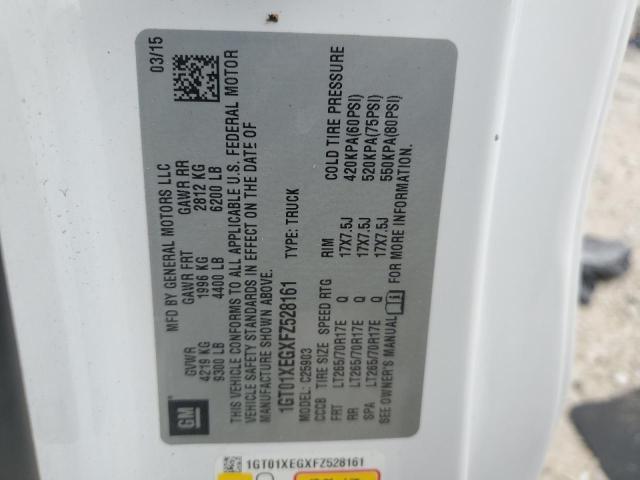 MFD BY GENERAL MOTORS LLC 03/15
GVWR GAWR FRT GAWR RR
4219 KG 1996 KG 2812 KG
9300 LB 4400 LB 6200 LB
THIS VEHICLE CONFORMS TO ALL APPLICABLE U.S. FEDERAL MOTOR
VEHICLE SAFETY STANDARDS IN EFFECT ON THE DATE OF
MANUFACTURE SHOWN ABOVE.
1GT01XEGXFZ528161 TYPE: TRUCK
MODEL: C25903
CCCB TIRE SIZE SPEED RTG RIM COLD TIRE PRESSURE
FRT LT265/70R17E Q 17X7.5J 420KPA(60PSI)
RR LT265/70R17E Q 17X7.5J 520KPA(75PSI)
SPA LT265/70R17E Q 17X7.5J 550KPA(80PSI)
SEE OWNER'S MANUAL FOR MORE INFORMATION.
GM
1GT01XEGXFZ528161